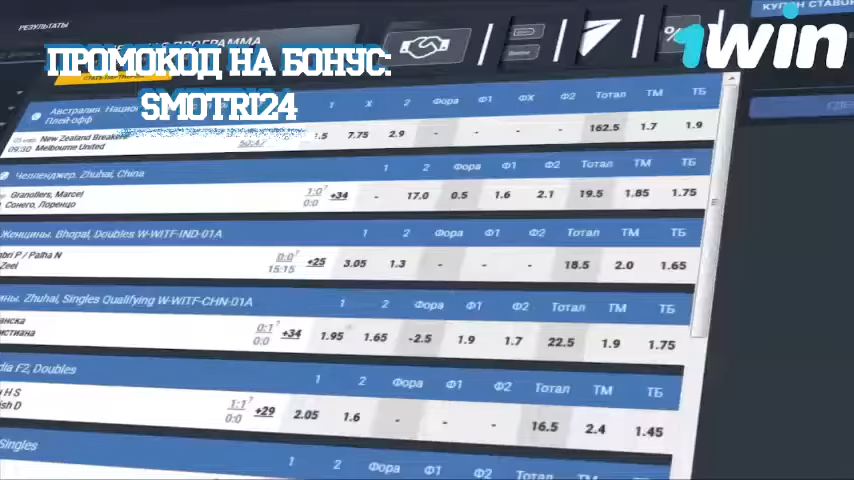 РЕЗУЛЬТАТЫ
КУПОН СТАВОК
1win
ПРОМОКОД НА БОНУС:
SMOTRI24
Австралия.
Плей-офф
1 X 2 Фора Ф1 ФX Ф2 Тотал ТМ ТБ
09:30
New Zealand Breakers
Melbourne United
50:47
7.75 2.9 - - - - 162.5 1.7 1.9
Челленджер. Zhuhai, China
1 2 Фора Ф1 Ф2 Тотал ТМ ТБ
Granollers, Marcel
Сонего, Лоренцо
1:0
0:0
+34 - 17.0 0.5 1.6 2.1 19.5 1.85 1.75
Женщины. Bhopal, Doubles W-WITF-IND-01A
1 2 Фора Ф1 Ф2 Тотал ТМ ТБ
/ Palha N
Zeel
0:0
15:15
+25 3.05 1.3 - - - 18.5 2.0 1.65
Zhuhai, Singles Qualifying W-WITF-CHN-01A
1 2 Фора Ф1 Ф2 Тотал ТМ ТБ
0:1
0:0
+34 1.95 1.65 -2.5 1.9 1.7 22.5 1.9 1.75
F2, Doubles
1 2 Фора Ф1 Ф2 Тотал ТМ ТБ
H S
1:1
0:0
+29 2.05 1.6 - - - 16.5 2.4 1.45
Singles
1 2 Фора Ф1 Ф2 Тотал ТМ ТБ